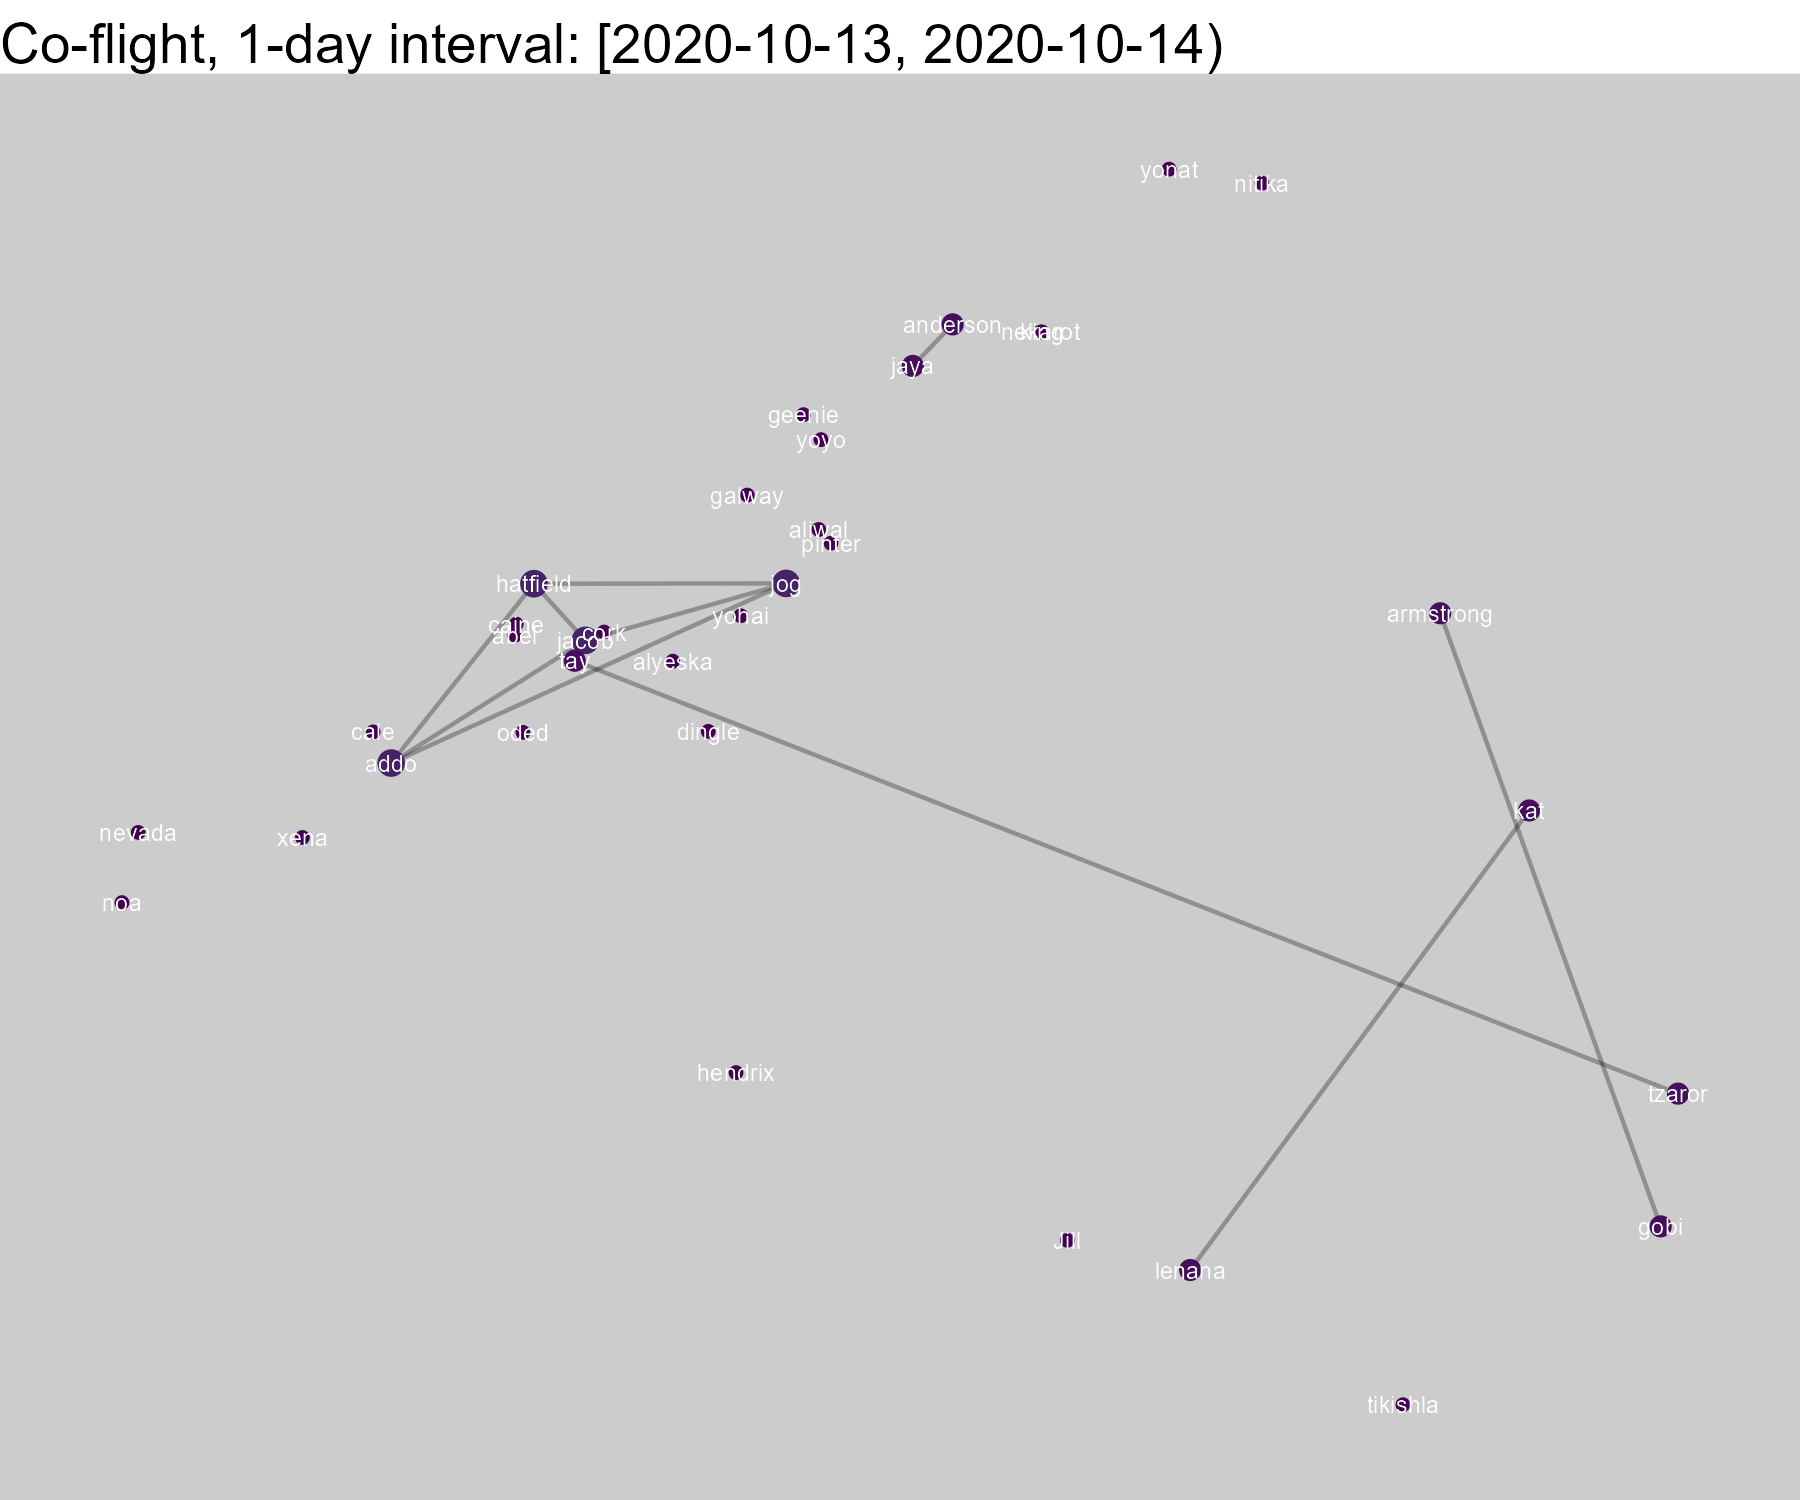 Co-flight, 1-day interval: [2020-10-13, 2020-10-14)
yonat
nitika
anderson
jaya
geenie
yoyo
galway
aliwal
pinter
hatfield
jog
caine
abel
cork
jacob
yohai
tay
alyeska
armstrong
cale
oded
dingle
addo
kat
nevada
xena
noa
hendrix
tzaror
gobi
Jill
lenana
tikishla